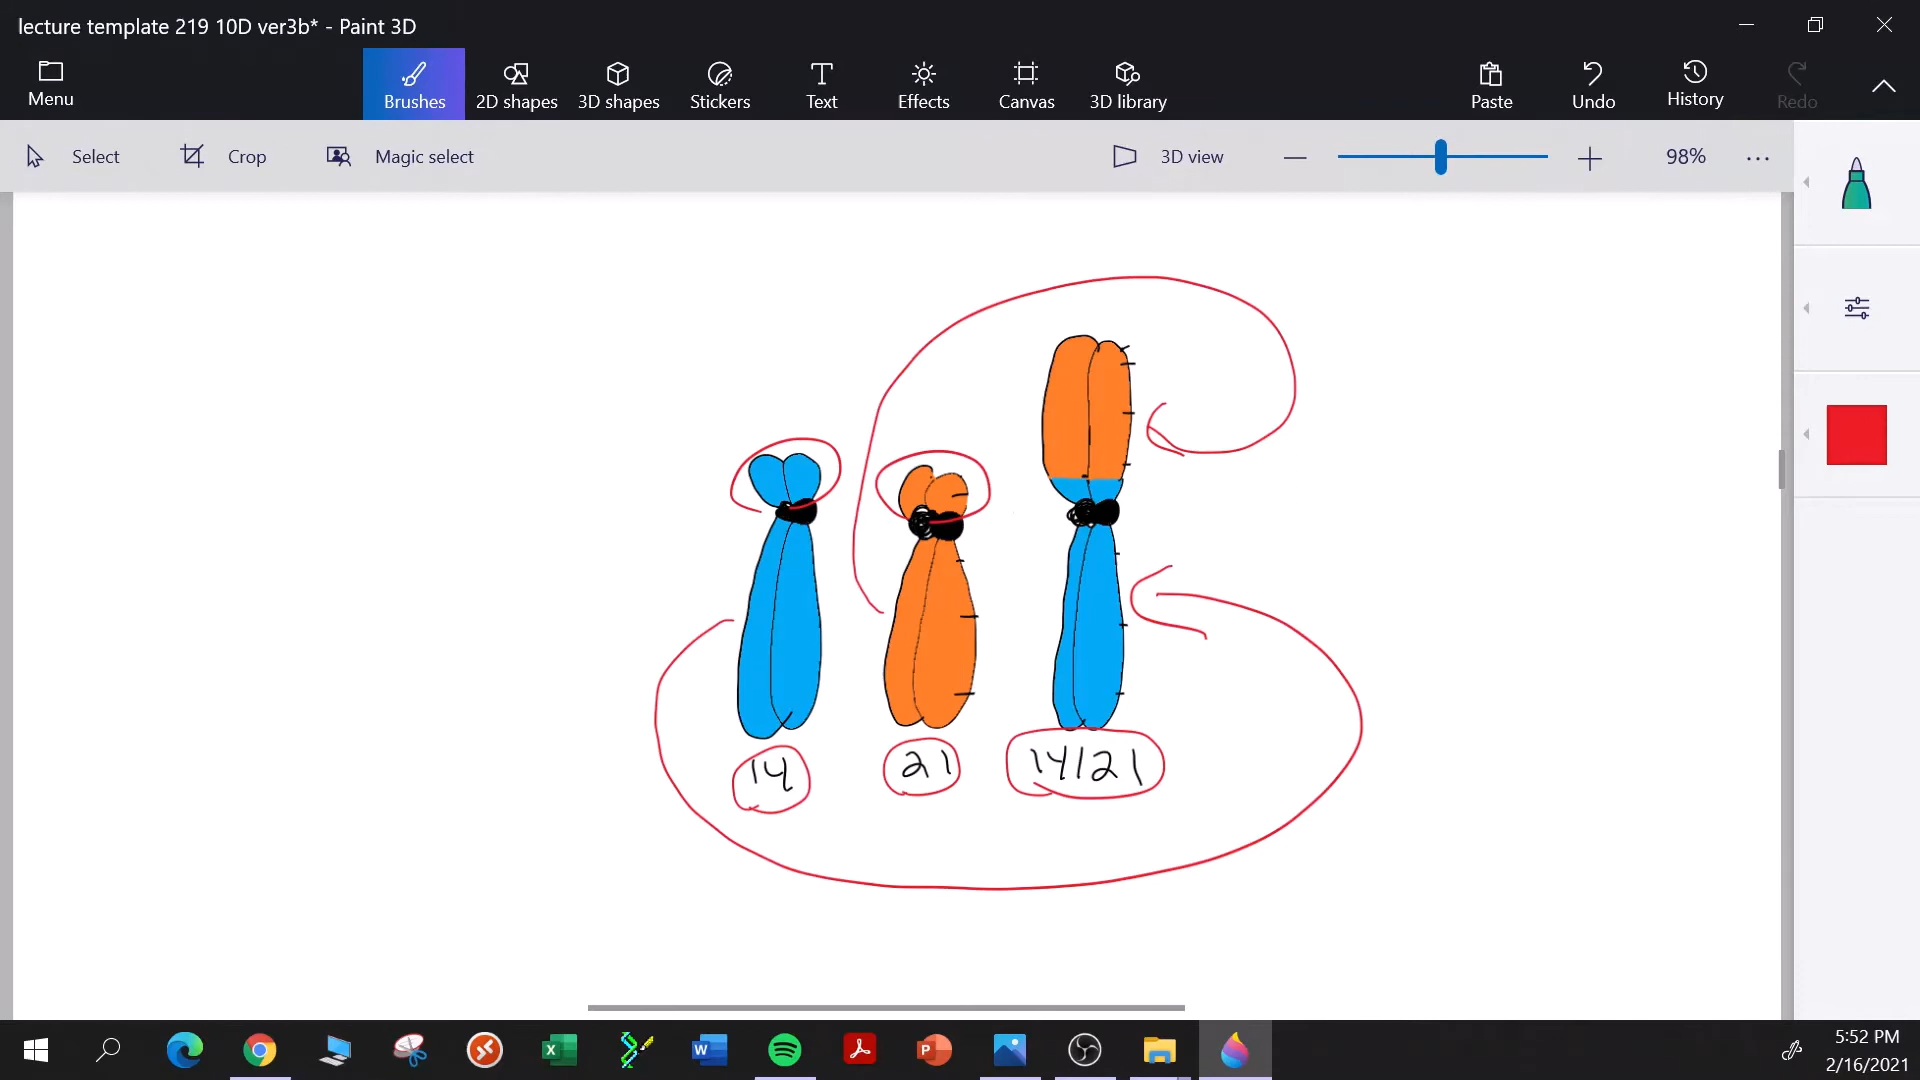 lecture template 219 10D ver3b* - Paint 3D
Menu
Brushes
2D shapes
3D shapes
Stickers
Text
Effects
Canvas
3D library
Paste
Undo
History
Redo
Select
Crop
Magic select
3D view
98%
14
21
14/21
5:52 PM
2/16/2021